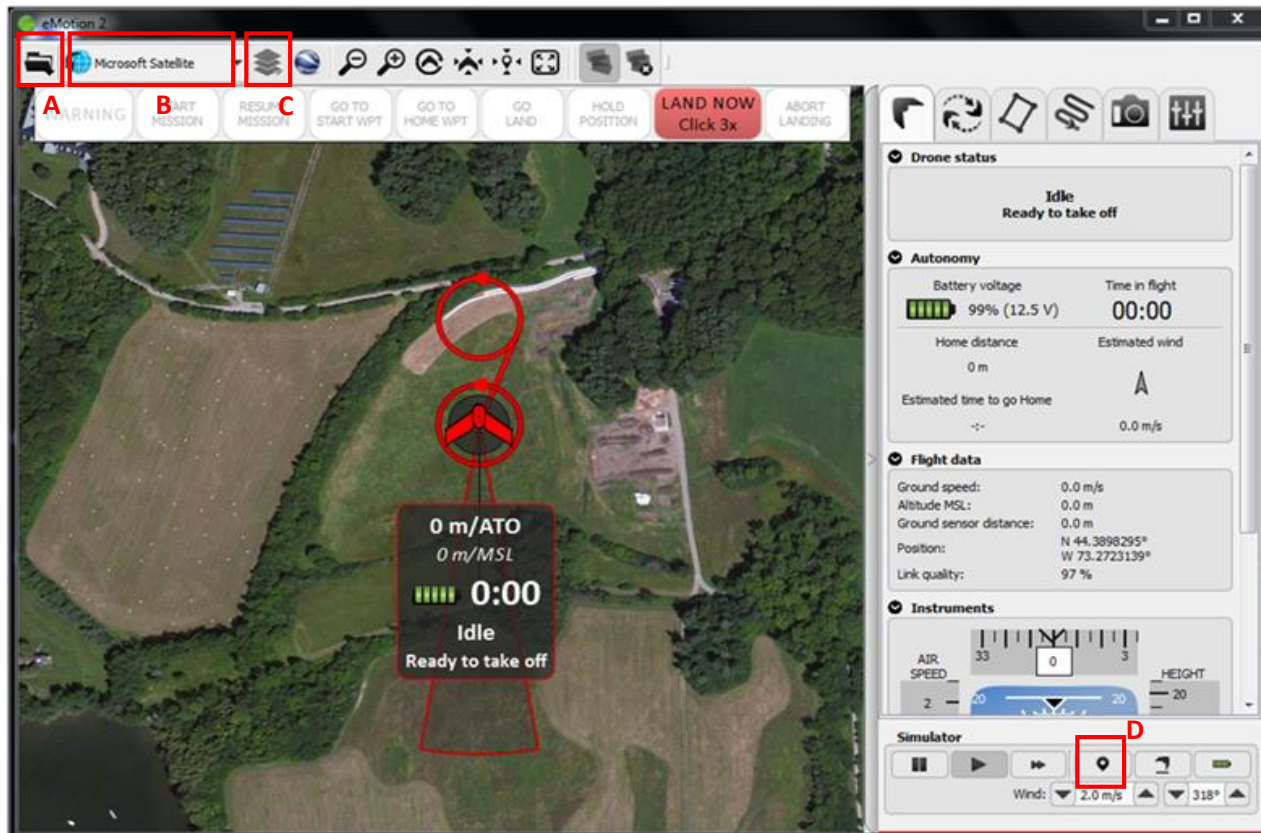 eMotion 2
Microsoft Satellite
A
B
C
WARNING
START MISSION
RESUME MISSION
GO TO START WPT
GO TO HOME WPT
GO LAND
HOLD POSITION
LAND NOW
Click 3x
ABORT LANDING
Drone status
Idle
Ready to take off
Autonomy
Battery voltage
Time in flight
99% (12.5 V)
00:00
Home distance
Estimated wind
0 m
Estimated time to go Home
-:-
0.0 m/s
Flight data
Ground speed: 0.0 m/s
Altitude MSL: 0.0 m
Ground sensor distance: 0.0 m
Position: N 44.3898295°
W 73.2723139°
Link quality: 97 %
Instruments
33
0
3
AIR SPEED
HEIGHT
2
20
20
20
0 m/ATO
0 m/MSL
0:00
Idle
Ready to take off
Simulator
D
Wind: 2.0 m/s 318°